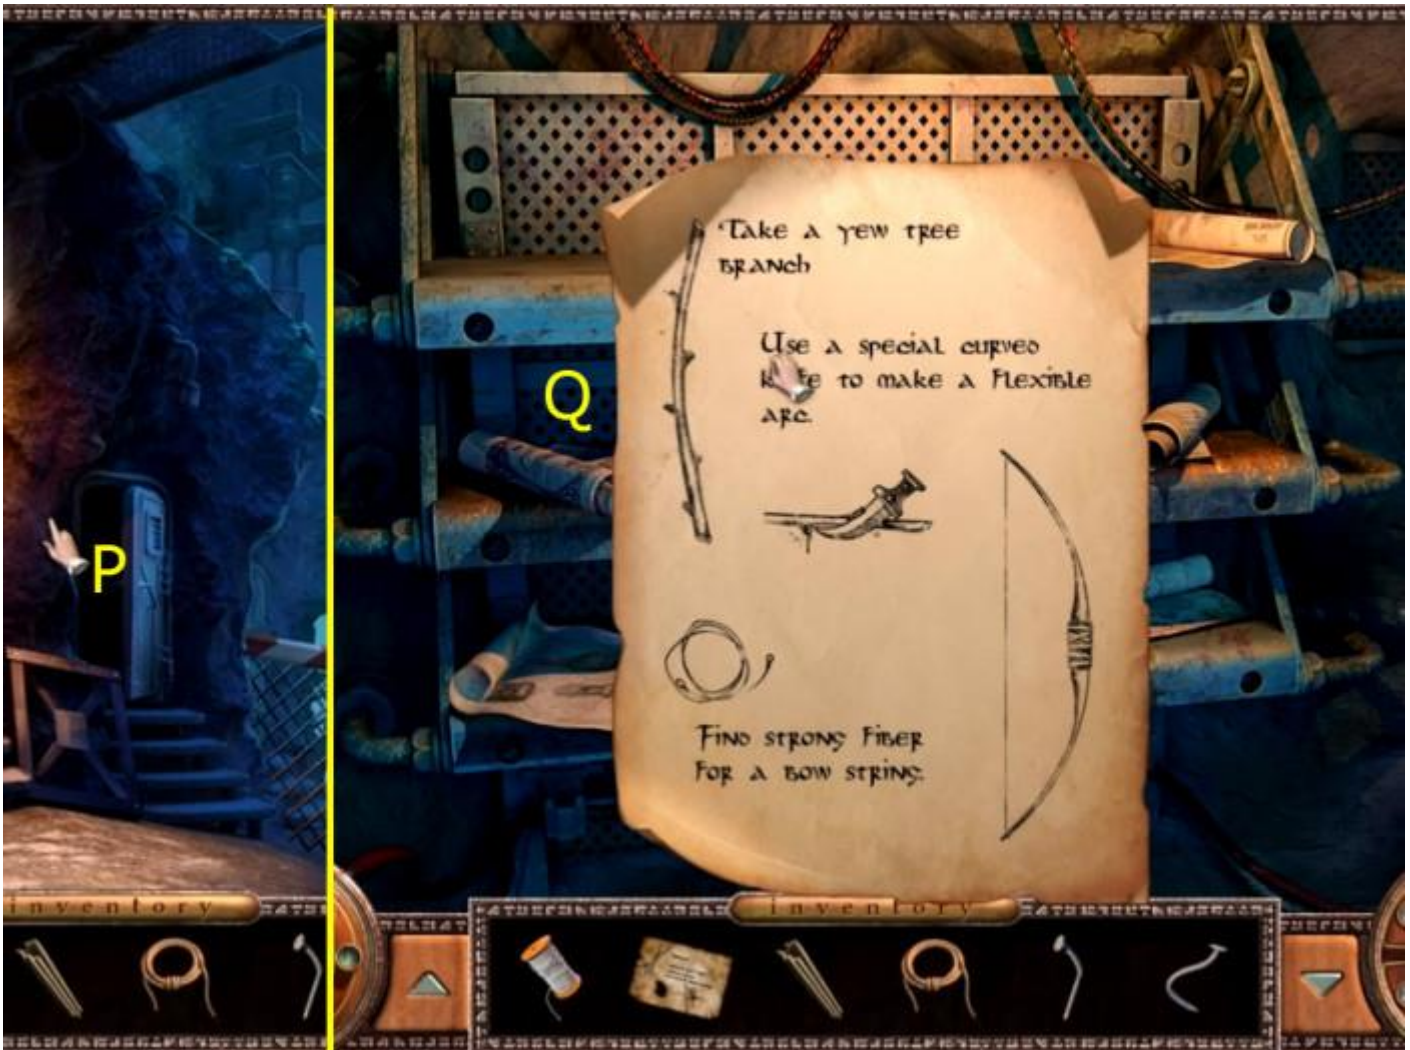 P
Q
Take a yew tree
branch
Use a special curved
knife to make a flexible
arc.
Find strong fiber
for a bow string.
inventory
inventory